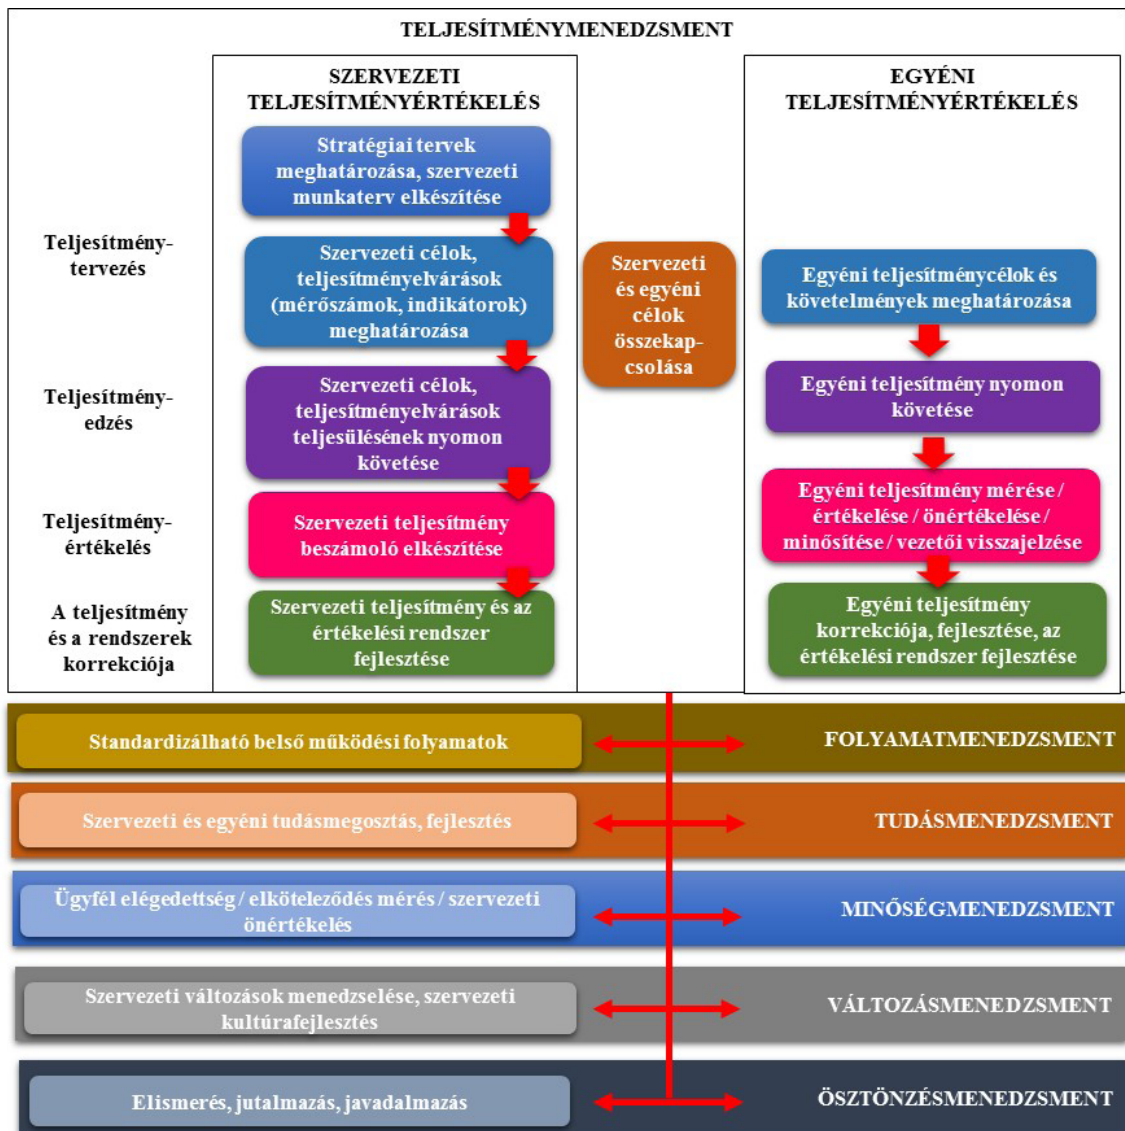 TELJESÍTMÉNYMENEDZSMENT
SZERVEZETI
TELJESÍTMÉNYÉRTÉKELÉS
EGYÉNI
TELJESÍTMÉNYÉRTÉKELÉS
Stratégiai tervek
meghatározása, szervezeti
munkaterv elkészítése
Teljesítmény-
tervezés
Szervezeti célok,
teljesítményelvárások
(mérőszámok, indikátorok)
meghatározása
Szervezeti
és egyéni
célok
összekap-
csolása
Egyéni teljesítménycélok és
követelmények meghatározása
Teljesítmény-
edzés
Szervezeti célok,
teljesítményelvárások
teljesülésének nyomon
követése
Egyéni teljesítmény nyomon
követése
Teljesítmény-
értékelés
Szervezeti teljesítmény
beszámoló elkészítése
Egyéni teljesítmény mérése /
értékelése / önértékelése /
minősítése / vezetői visszajelzése
A teljesítmény
és a rendszerek
korrekciója
Szervezeti teljesítmény és az
értékelési rendszer
fejlesztése
Egyéni teljesítmény
korrekciója, fejlesztése, az
értékelési rendszer fejlesztése
Standardizálható belső működési folyamatok
FOLYAMATMENEDZSMENT
Szervezeti és egyéni tudásmegosztás, fejlesztés
TUDÁSMENEDZSMENT
Ügyfél elégedettség / elköteleződés mérés / szervezeti
önértékelés
MINŐSÉGMENEDZSMENT
Szervezeti változások menedzselése, szervezeti
kultúrafejlesztés
VÁLTOZÁSMENEDZSMENT
Elismerés, jutalmazás, javadalmazás
ÖSZTÖNZÉSMENEDZSMENT